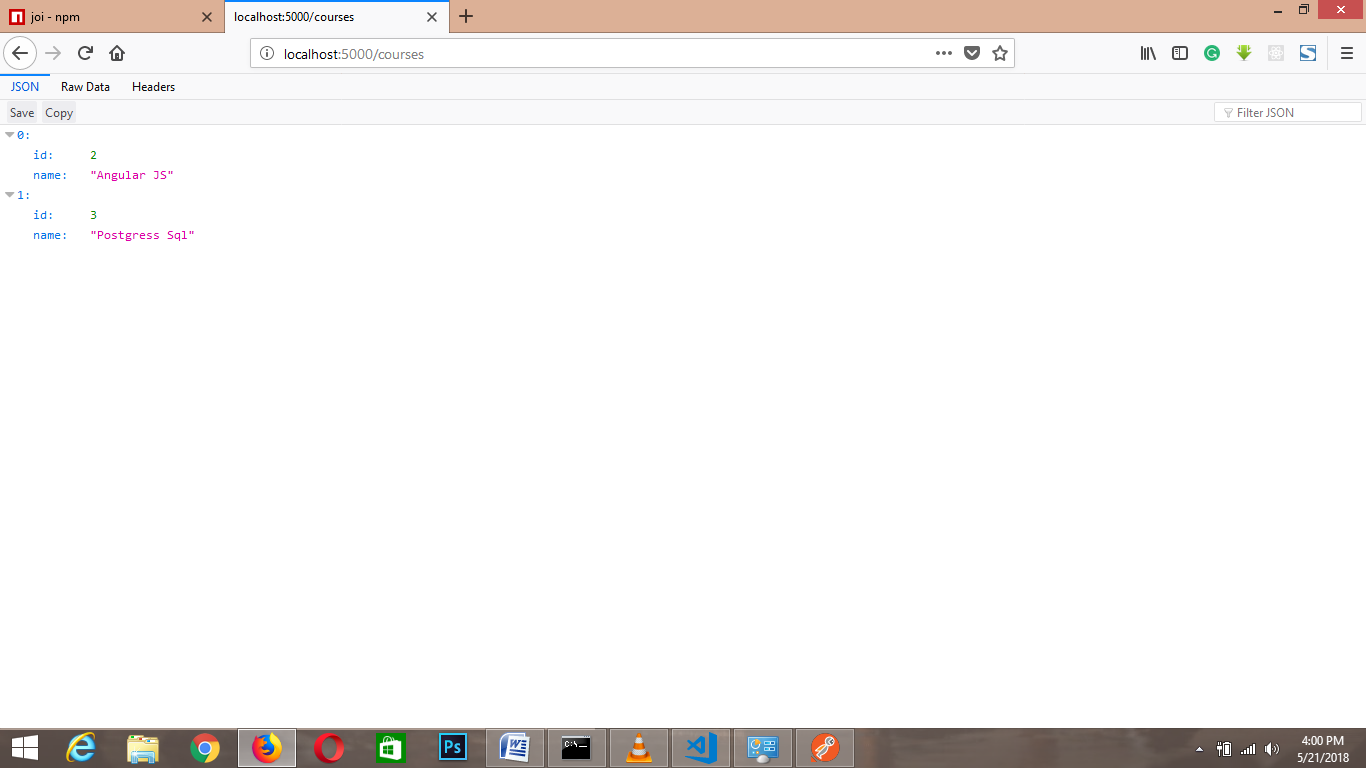 joi - npm
localhost:5000/courses
localhost:5000/courses
JSON Raw Data Headers
Save Copy Filter JSON
0:
id: 2
name: "Angular JS"
1:
id: 3
name: "Postgress Sql"
Ps
C:\_
4:00 PM
5/21/2018